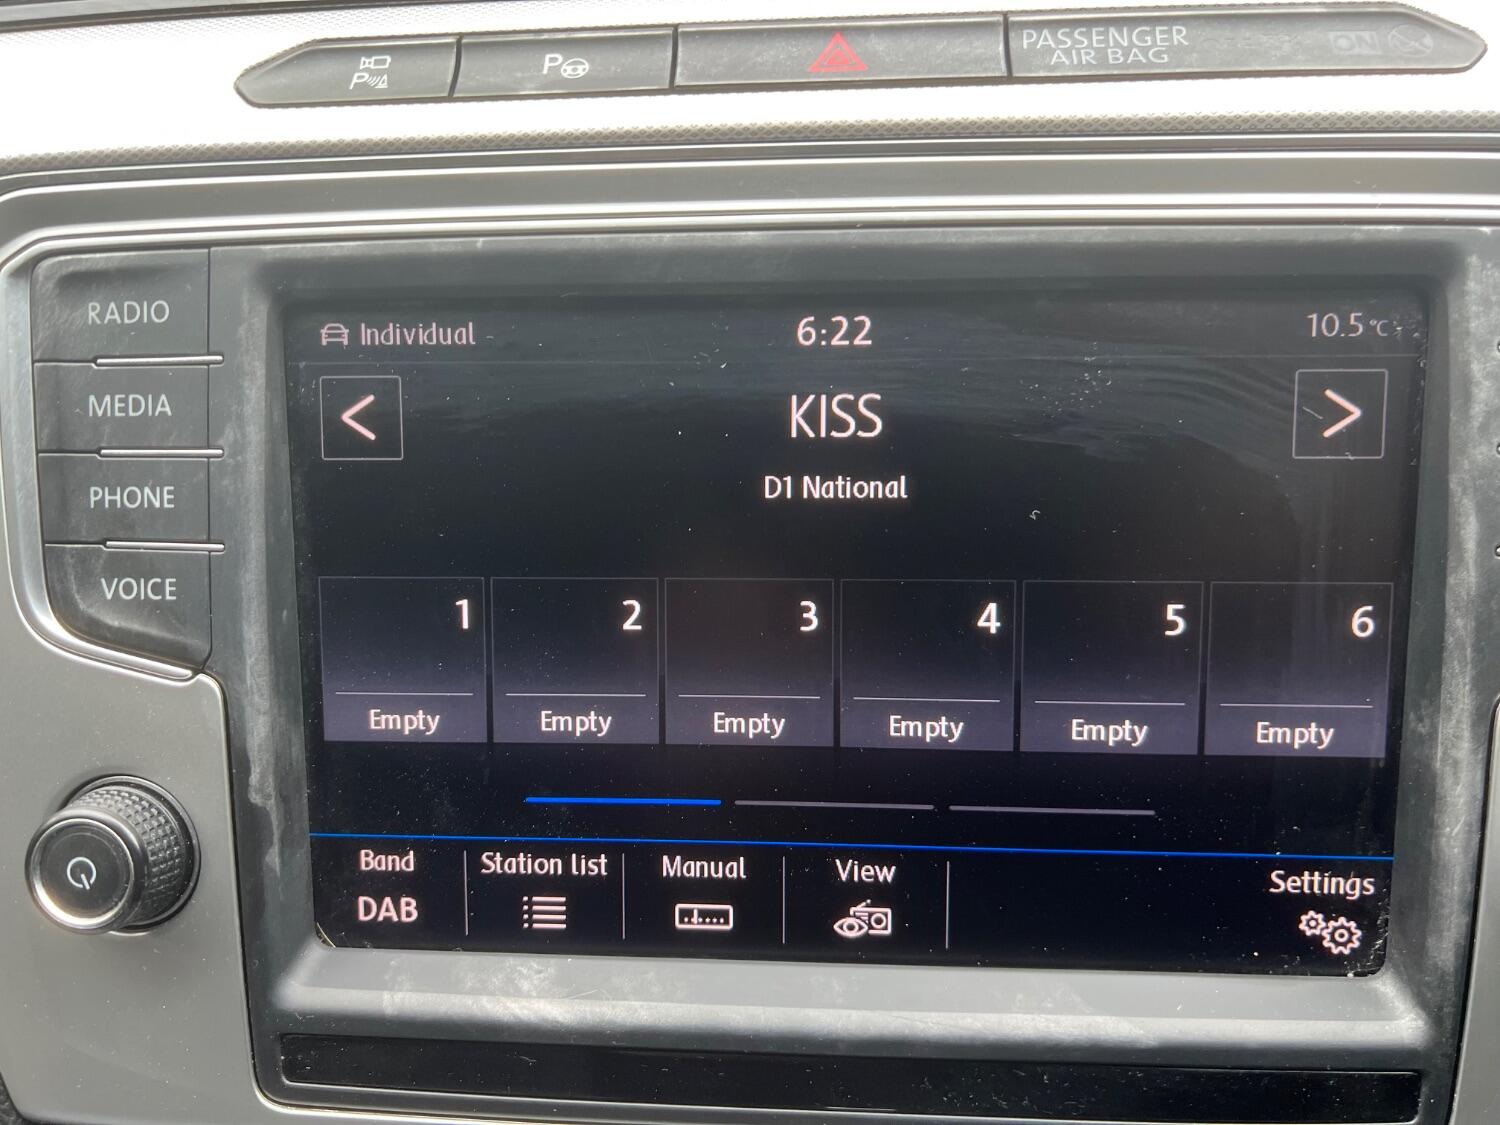 P
P
PASSENGER
AIR BAG
ON
RADIO
MEDIA
PHONE
VOICE
Individual
6:22
10.5°C
<
KISS
>
D1 National
1
2
3
4
5
6
Empty
Empty
Empty
Empty
Empty
Empty
Band
Station list
Manual
View
Settings
DAB